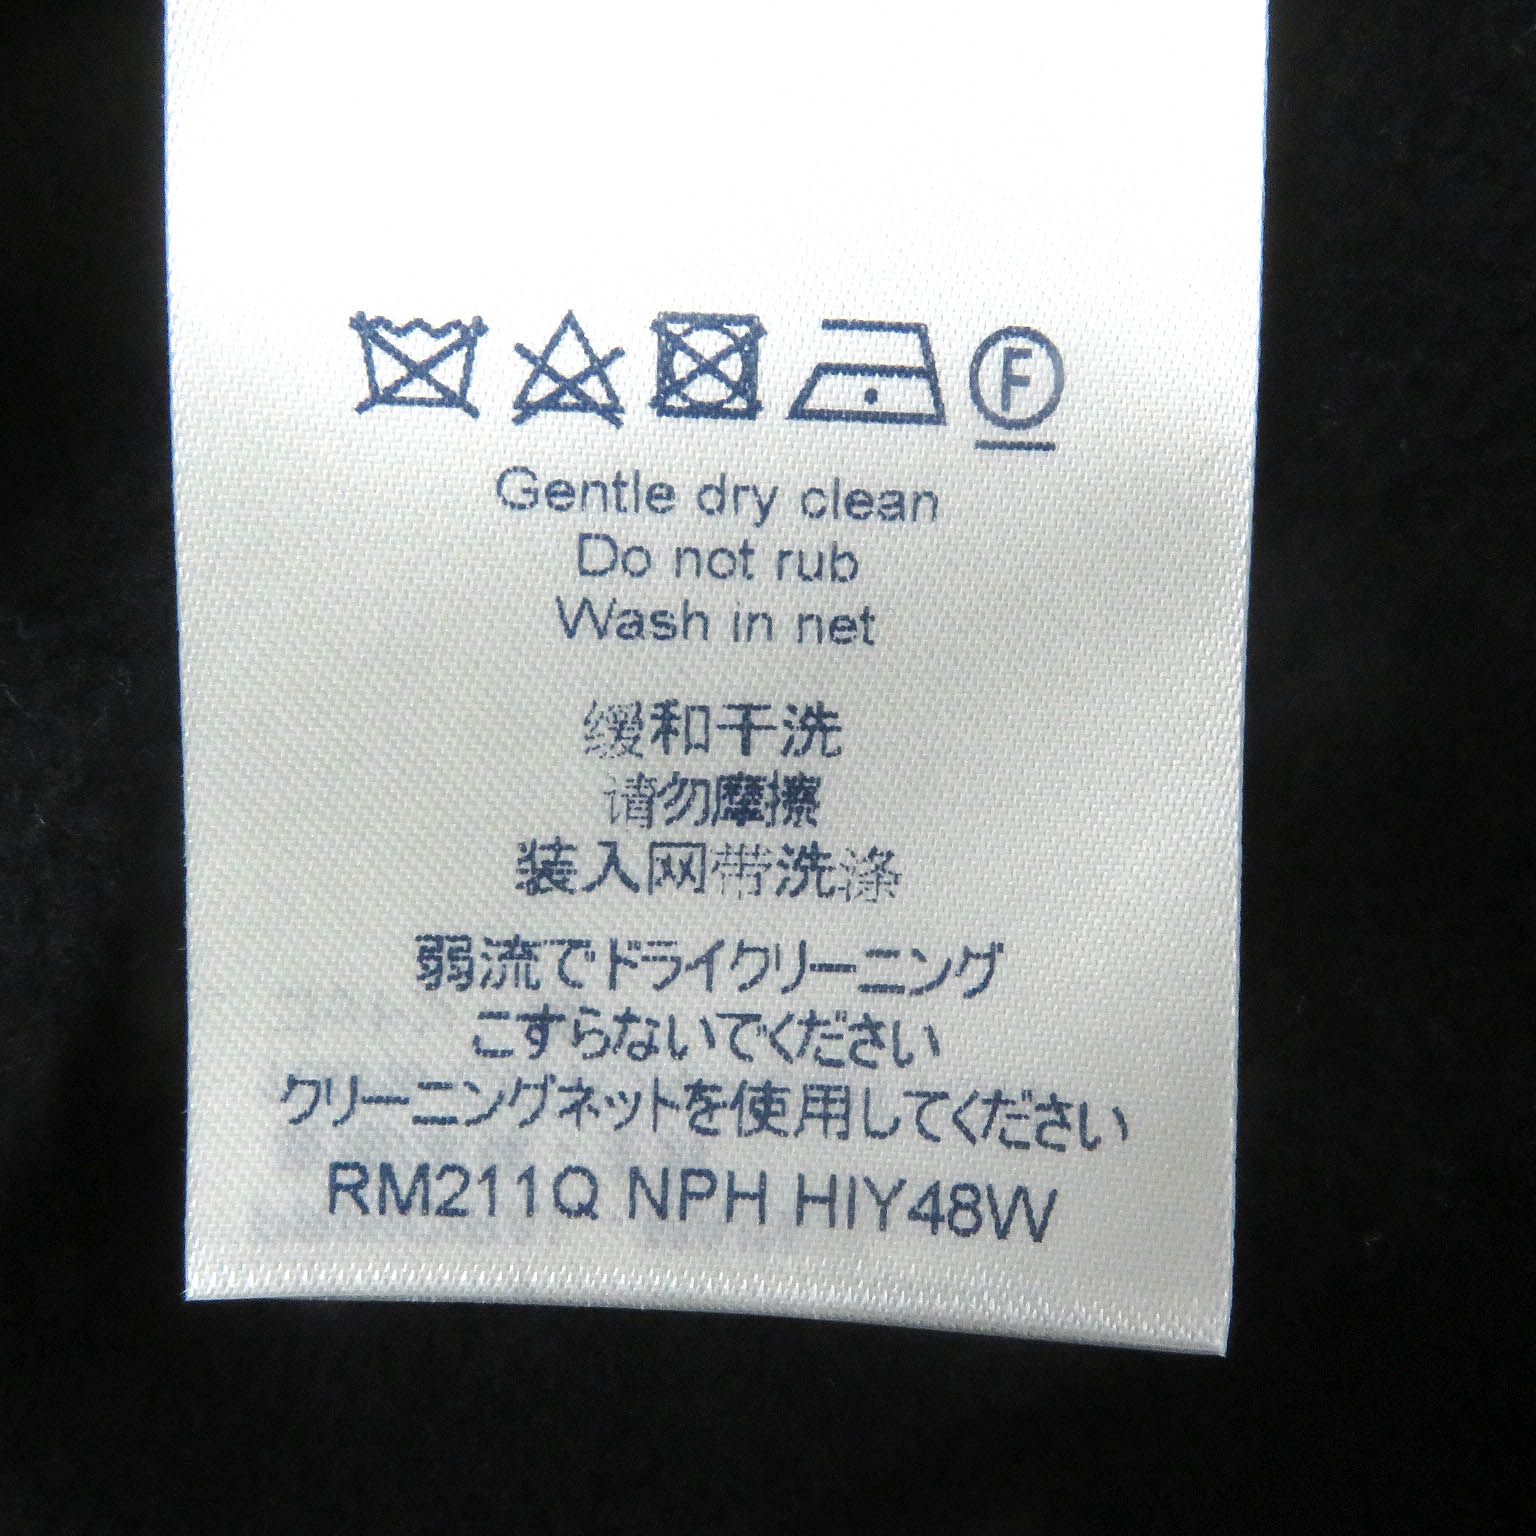 F
Gentle dry clean
Do not rub
Wash in net
缓和干洗
请勿摩擦
装入网带洗涤
弱流でドライクリーニング
こすらないでください
クリーニングネットを使用してください
RM211Q NPH HIY48W